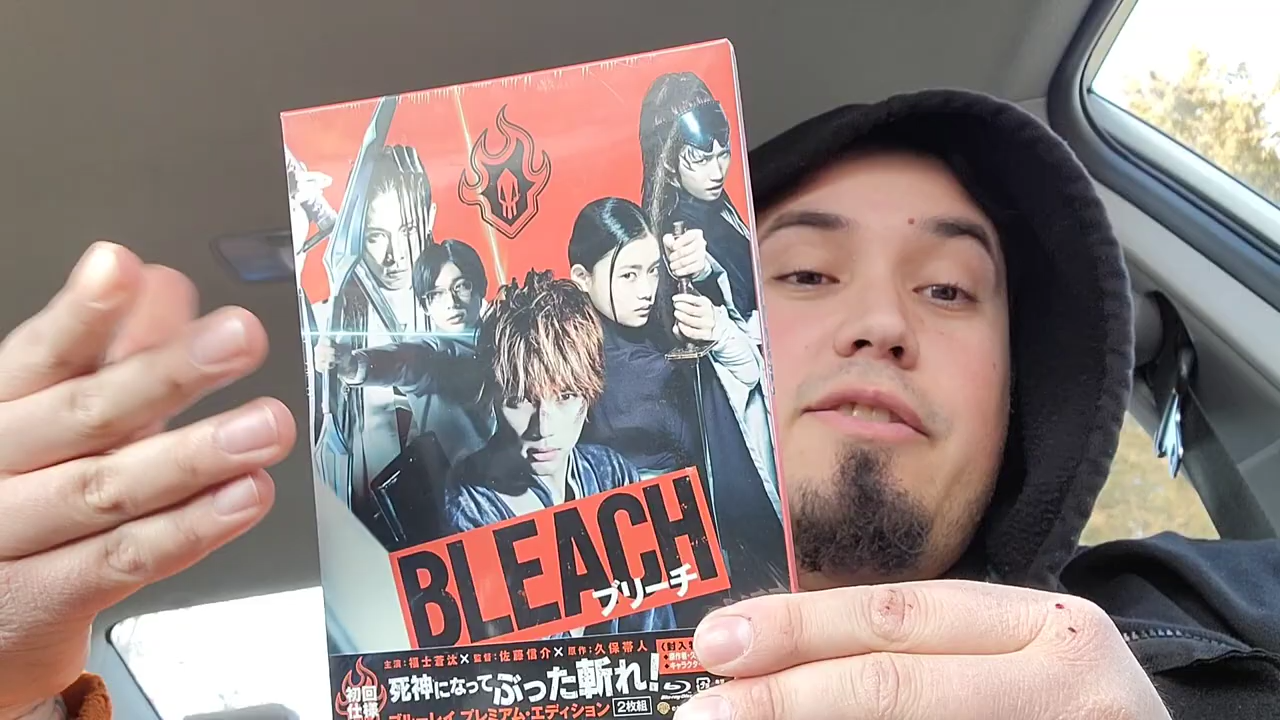 BLEACH
ブリーチ
主演:福士蒼汰×監督:佐藤信介×原作:久保帯人
初回
仕様
死神になってぶった斬れ!
ブルーレイ プレミアム・エディション 2枚組